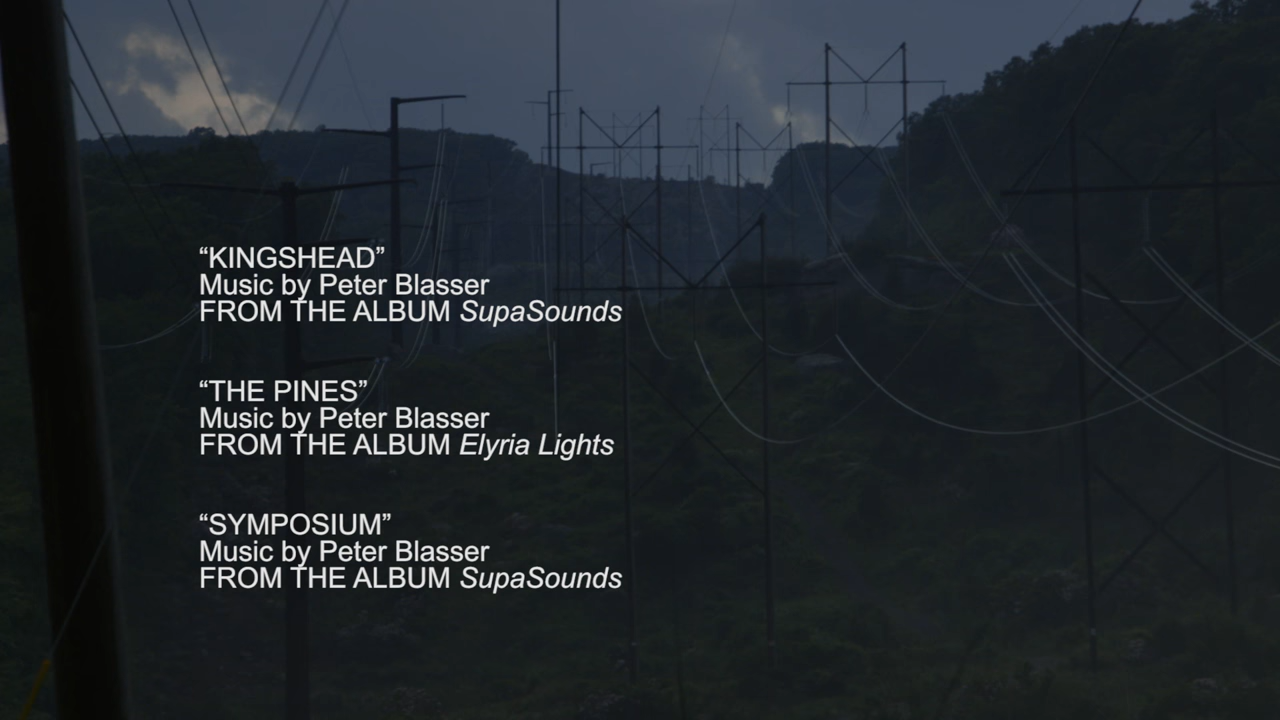 “KINGSHEAD”
Music by Peter Blasser
FROM THE ALBUM SupaSounds
“THE PINES”
Music by Peter Blasser
FROM THE ALBUM Elyria Lights
“SYMPOSIUM”
Music by Peter Blasser
FROM THE ALBUM SupaSounds